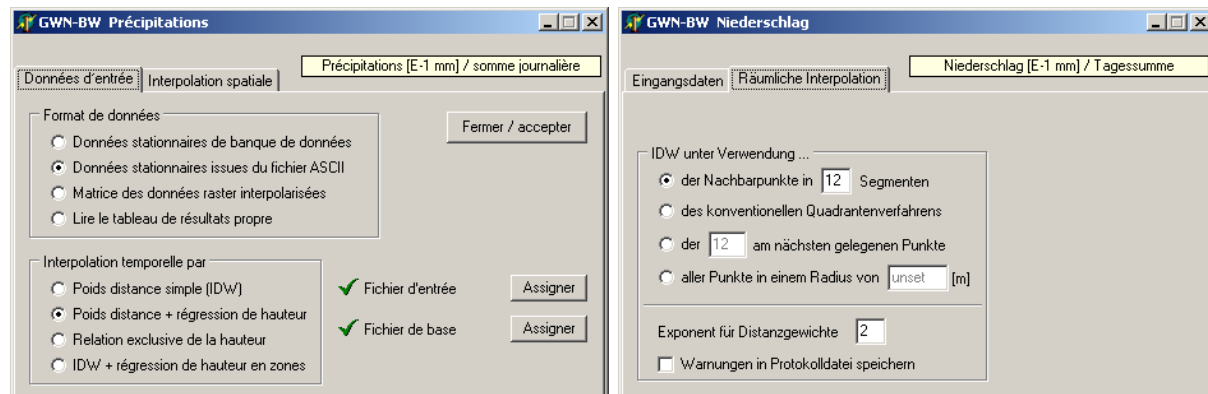 GWN-BW Précipitations
Précipitations [E-1 mm] / somme journalière
Données d'entrée
Interpolation spatiale
Format de données
Fermer / accepter
Données stationnaires de banque de données
Données stationnaires issues du fichier ASCII
Matrice des données raster interpolarisées
Lire le tableau de résultats propre
Interpolation temporelle par
Poids distance simple (IDW)
Fichier d'entrée
Assigner
Poids distance + régression de hauteur
Relation exclusive de la hauteur
Fichier de base
Assigner
IDW + régression de hauteur en zones
GWN-BW Niederschlag
Niederschlag [E-1 mm] / Tagessumme
Eingangsdaten
Räumliche Interpolation
IDW unter Verwendung ...
der Nachbarpunkte in 12 Segmenten
des konventionellen Quadrantenverfahrens
der 12 am nächsten gelegenen Punkte
aller Punkte in einem Radius von unset [m]
Exponent für Distanzgewichte 2
Warnungen in Protokolldatei speichern